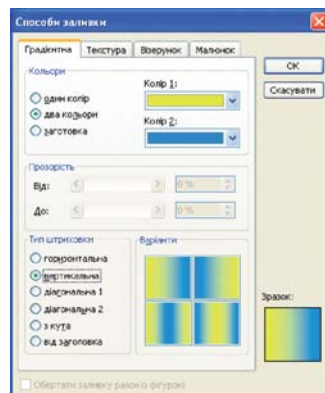 Способи заливки
Градієнтна Текстура Візерунок Малюнок
Кольори
один колір
два кольори
заготовка
Колір 1:
Колір 2:
Прозорість
Від: 0 %
До: 0 %
Тип штриховки
горизонтальна
вертикальна
діагональна 1
діагональна 2
з кута
від заголовка
Варіанти
ОК
Скасувати
Зразок:
Обертати заливку разом із фігурою